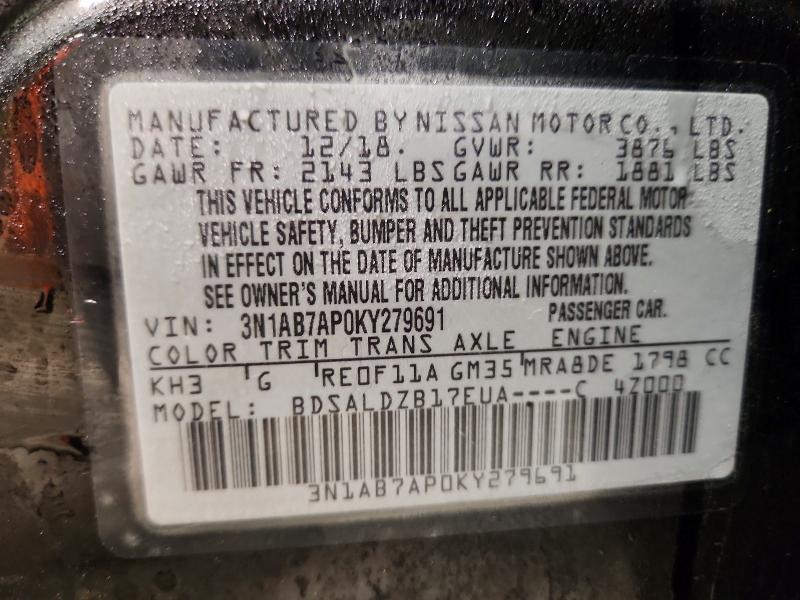 MANUFACTURED BY NISSAN MOTOR CO., LTD.
DATE: 12/18. GVWR: 3876 LBS
GAWR FR: 2143 LBS GAWR RR: 1881 LBS
THIS VEHICLE CONFORMS TO ALL APPLICABLE FEDERAL MOTOR
VEHICLE SAFETY, BUMPER AND THEFT PREVENTION STANDARDS
IN EFFECT ON THE DATE OF MANUFACTURE SHOWN ABOVE.
SEE OWNER'S MANUAL FOR ADDITIONAL INFORMATION.
VIN: 3N1AB7AP0KY279691 PASSENGER CAR.
COLOR TRIM TRANS AXLE ENGINE
KH3 G RE0F11A GM35 MRA8DE 1798 CC
MODEL: BDSALDZB17EUA----C 4Z000
3N1AB7AP0KY279691